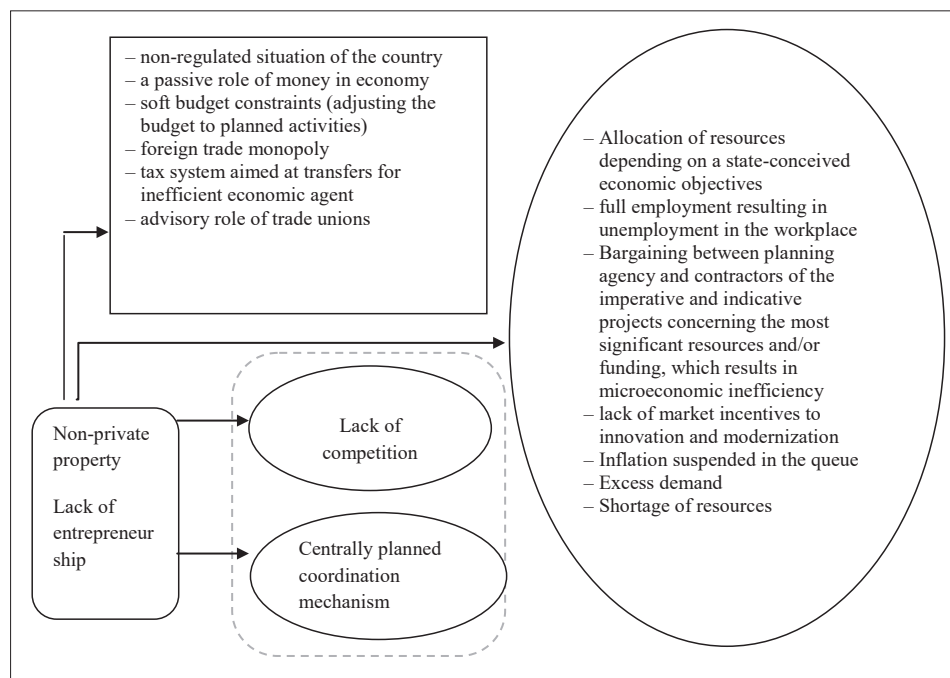 – non-regulated situation of the country
– a passive role of money in economy
– soft budget constraints (adjusting the
budget to planned activities)
– foreign trade monopoly
– tax system aimed at transfers for
inefficient economic agent
– advisory role of trade unions
– Allocation of resources
depending on a state-conceived
economic objectives
– full employment resulting in
unemployment in the workplace
– Bargaining between planning
agency and contractors of the
imperative and indicative
projects concerning the most
significant resources and/or
funding, which results in
microeconomic inefficiency
– lack of market incentives to
innovation and modernization
– Inflation suspended in the queue
– Excess demand
– Shortage of resources
Non-private
property
Lack of
entrepreneur
ship
Lack of
competition
Centrally planned
coordination
mechanism